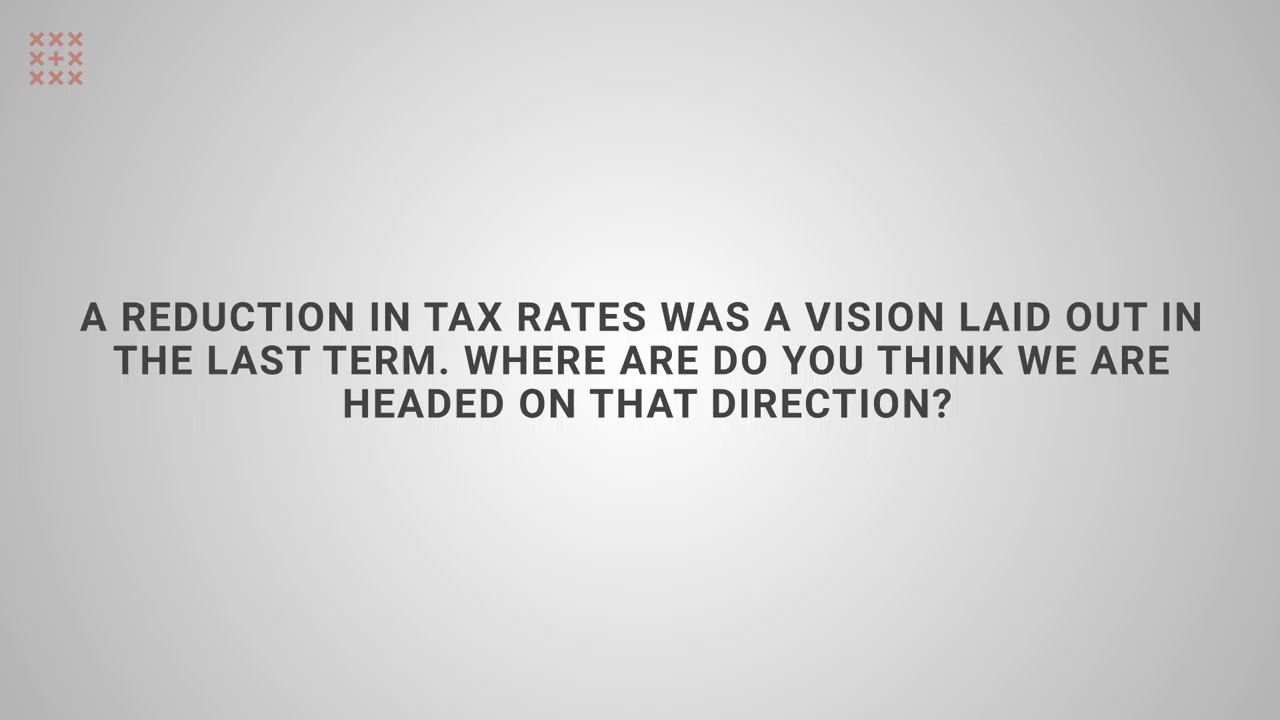 A REDUCTION IN TAX RATES WAS A VISION LAID OUT IN
THE LAST TERM. WHERE ARE DO YOU THINK WE ARE
HEADED ON THAT DIRECTION?